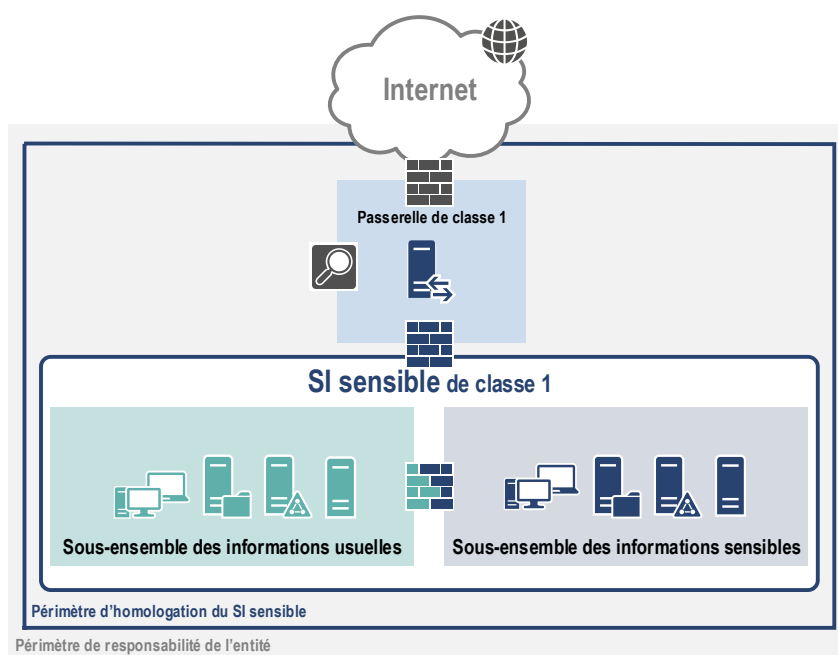 Internet
Passerelle de classe 1
SI sensible de classe 1
Sous-ensemble des informations usuelles
Sous-ensemble des informations sensibles
Périmètre d'homologation du SI sensible
Périmètre de responsabilité de l'entité